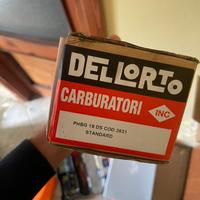 DELLORTO
CARBURATORI
INC
PHBG 19 DS COD 2631
STANDARD